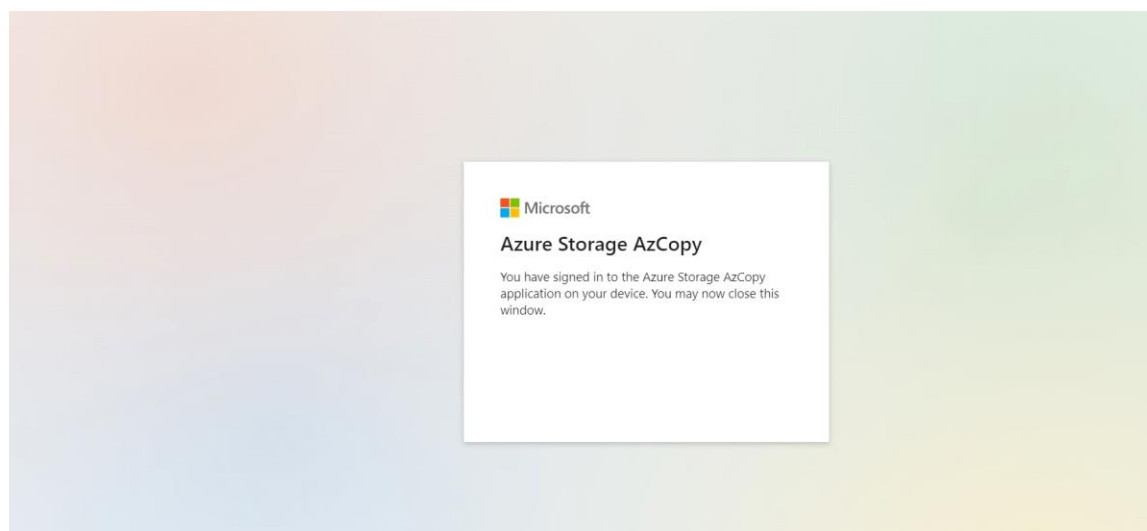 Microsoft
Azure Storage AzCopy
You have signed in to the Azure Storage AzCopy
application on your device. You may now close this
window.